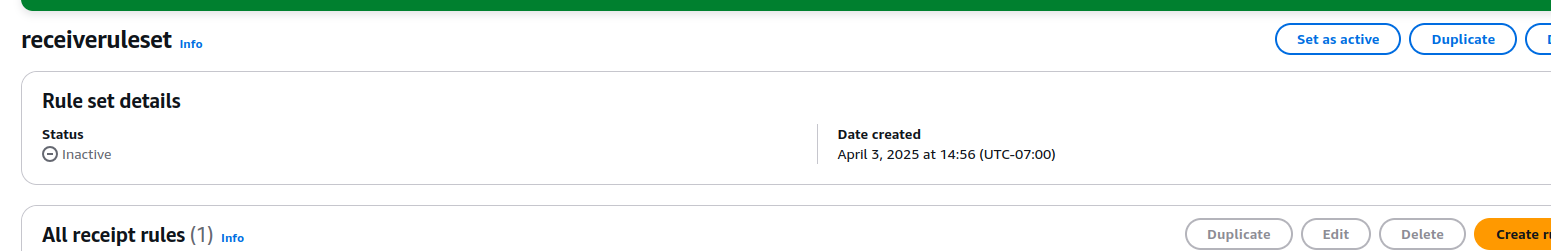 receiveruleset Info
Set as active Duplicate
Rule set details
Status
Inactive
Date created
April 3, 2025 at 14:56 (UTC-07:00)
All receipt rules (1) Info
Duplicate Edit Delete Create